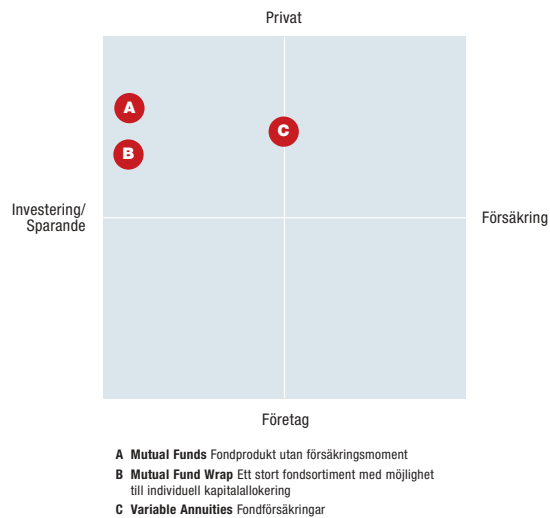 Privat
A
C
B
Investering/
Sparande
Försäkring
Företag
A Mutual Funds Fondprodukt utan försäkringsmoment
B Mutual Fund Wrap Ett stort fondsortiment med möjlighet
till individuell kapitalallokering
C Variable Annuities Fondförsäkringar